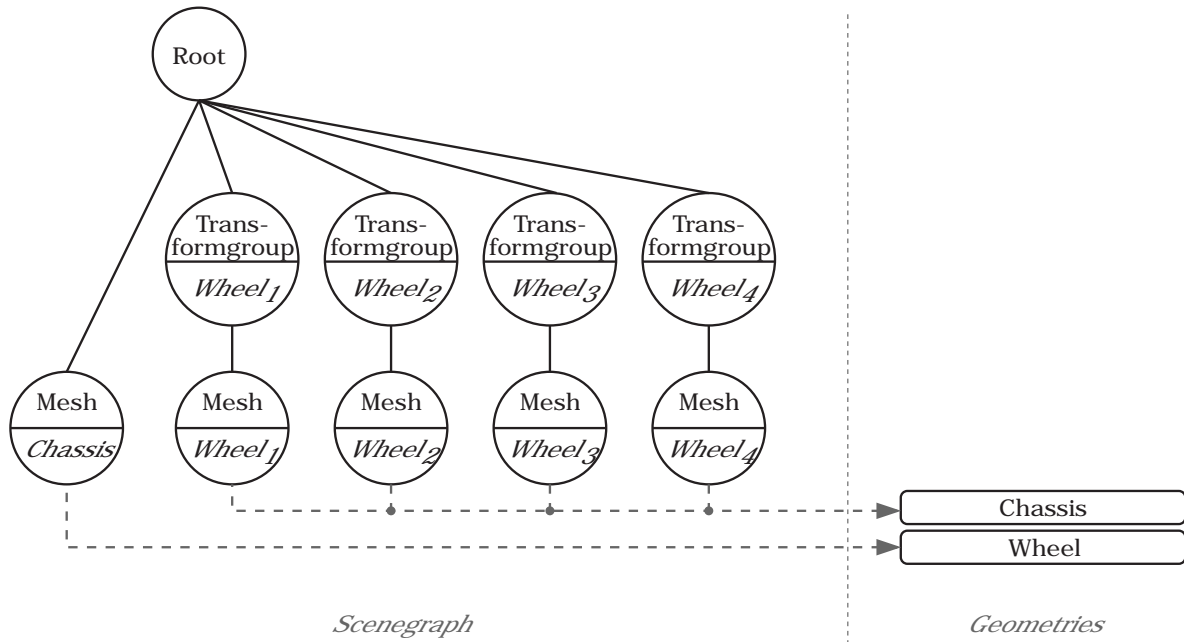 Root
Trans-
formgroup
Wheel1
Trans-
formgroup
Wheel2
Trans-
formgroup
Wheel3
Trans-
formgroup
Wheel4
Mesh
Chassis
Mesh
Wheel1
Mesh
Wheel2
Mesh
Wheel3
Mesh
Wheel4
Chassis
Wheel
Scenegraph
Geometries